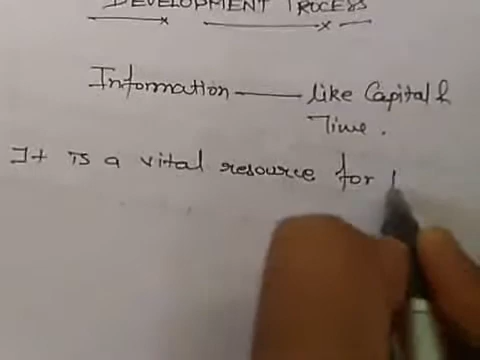 DEVELOPMENT PROCESS
Information —— like Capital &
Time.
It is a vital resource for